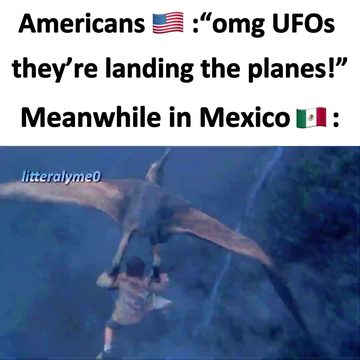 Americans 🇺🇸 :“omg UFOs
they’re landing the planes!”
Meanwhile in Mexico 🇲🇽 :
litteralyme0